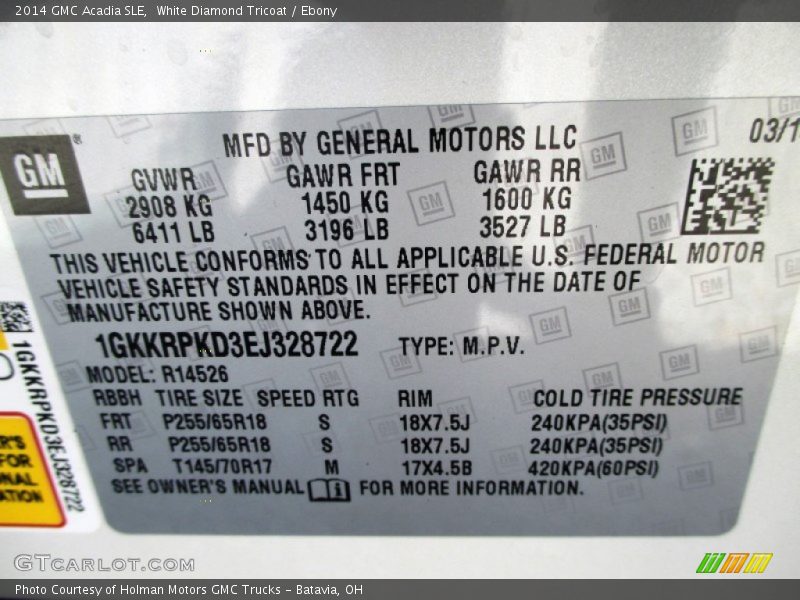 2014 GMC Acadia SLE,  White Diamond Tricoat / Ebony
GM
MFD BY GENERAL MOTORS LLC
03/1
GVWR GAWR FRT GAWR RR
2908 KG 1450 KG 1600 KG
6411 LB 3196 LB 3527 LB
THIS VEHICLE CONFORMS TO ALL APPLICABLE U.S. FEDERAL MOTOR
VEHICLE SAFETY STANDARDS IN EFFECT ON THE DATE OF
MANUFACTURE SHOWN ABOVE.
1GKKRPKD3EJ328722 TYPE: M.P.V.
MODEL: R14526
RBBH TIRE SIZE SPEED RTG RIM COLD TIRE PRESSURE
FRT P255/65R18 S 18X7.5J 240KPA(35PSI)
RR P255/65R18 S 18X7.5J 240KPA(35PSI)
SPA T145/70R17 M 17X4.5B 420KPA(60PSI)
SEE OWNER'S MANUAL FOR MORE INFORMATION.
1GKKRPKD3EJ328722
ER'S
FOR
ONAL
ATION
GTCARLOT.COM
Photo Courtesy of Holman Motors GMC Trucks - Batavia, OH